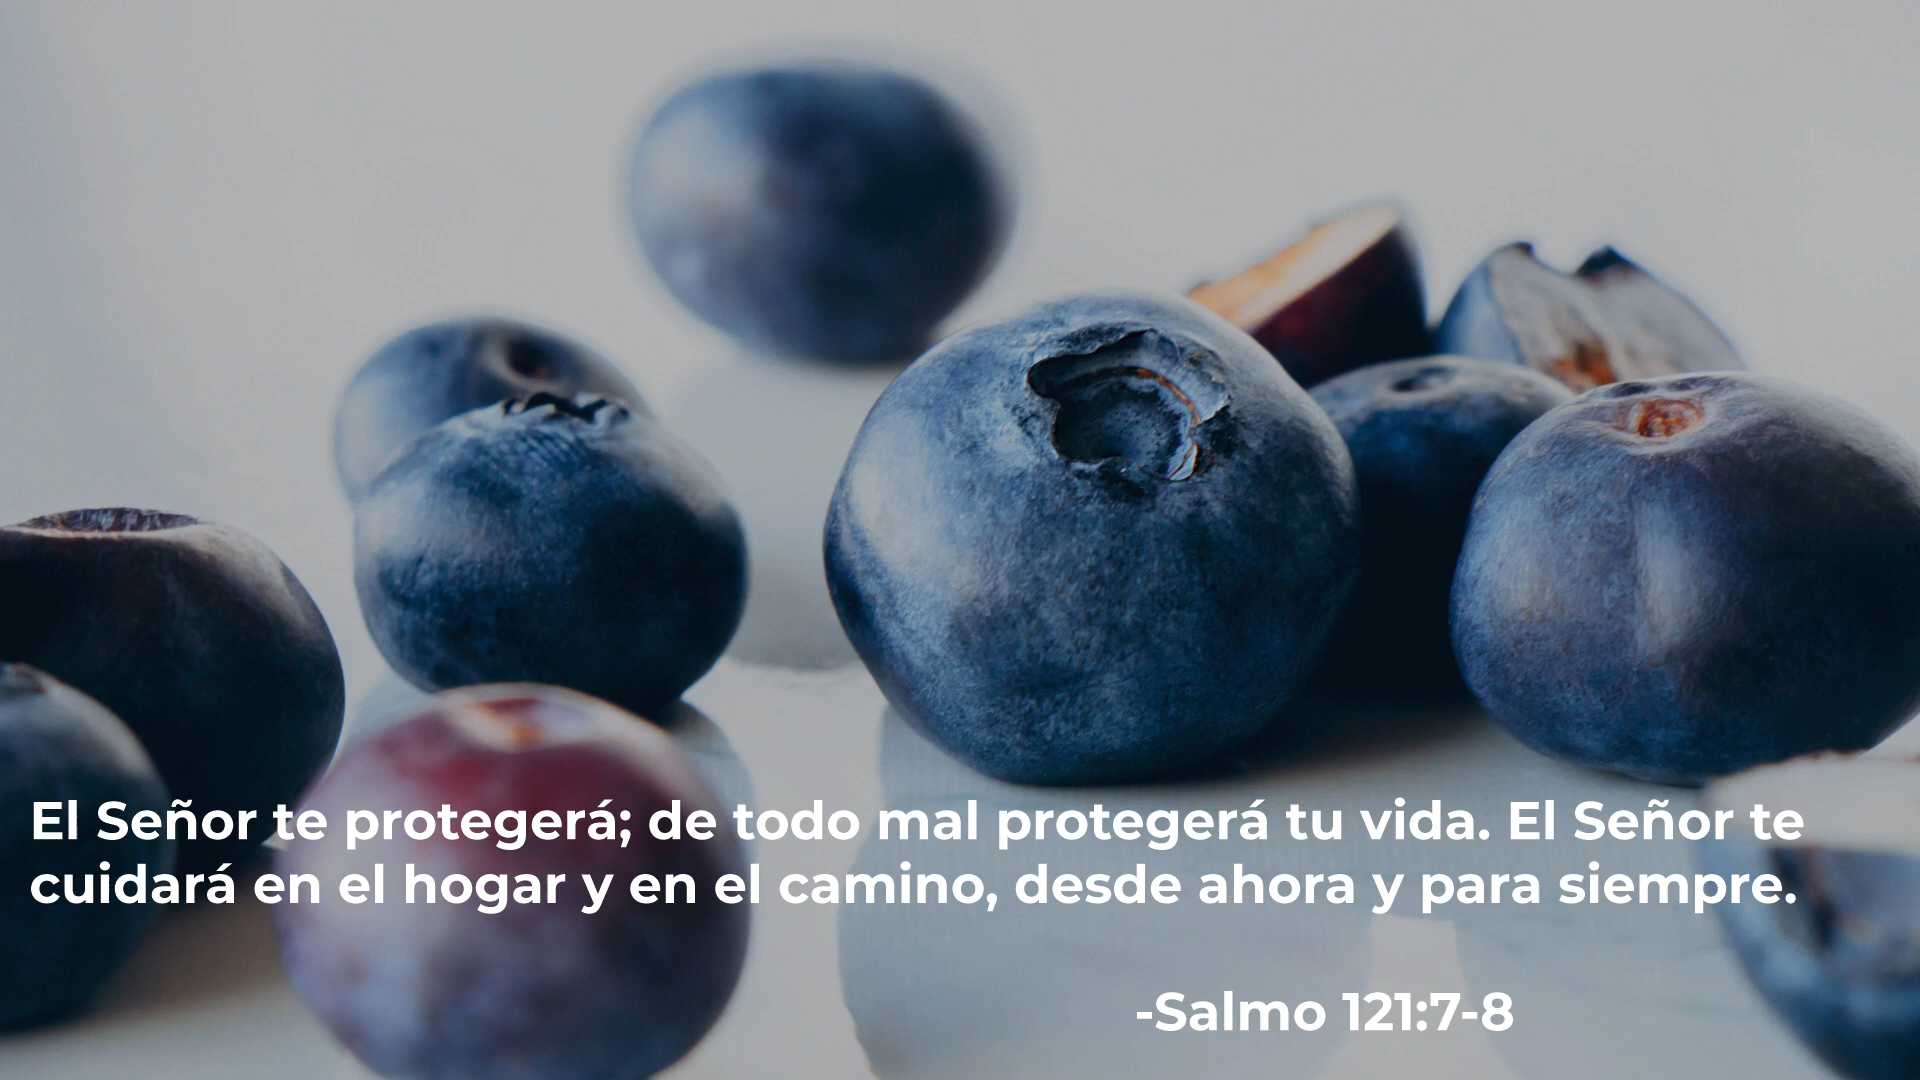 El Señor te protegerá; de todo mal protegerá tu vida. El Señor te
cuidará en el hogar y en el camino, desde ahora y para siempre.
-Salmo 121:7-8